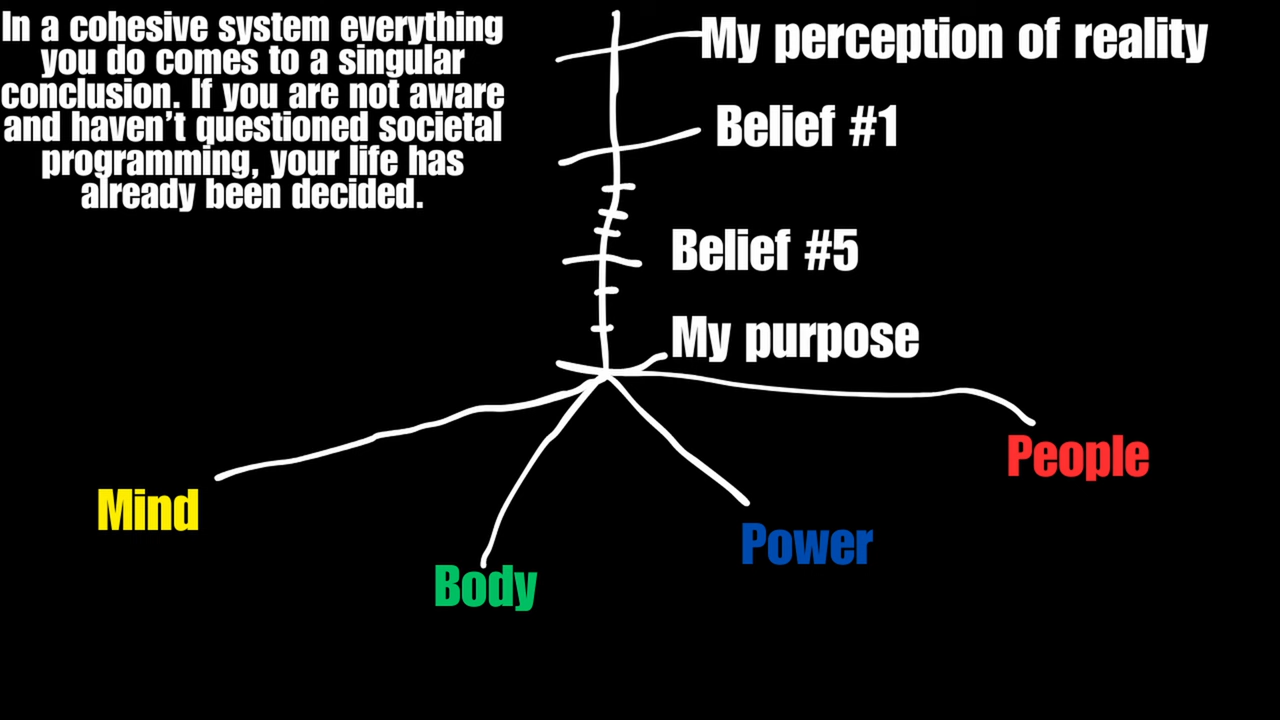 In a cohesive system everything
you do comes to a singular
conclusion. If you are not aware
and haven’t questioned societal
programming, your life has
already been decided.
My perception of reality
Belief #1
Belief #5
My purpose
People
Mind
Power
Body